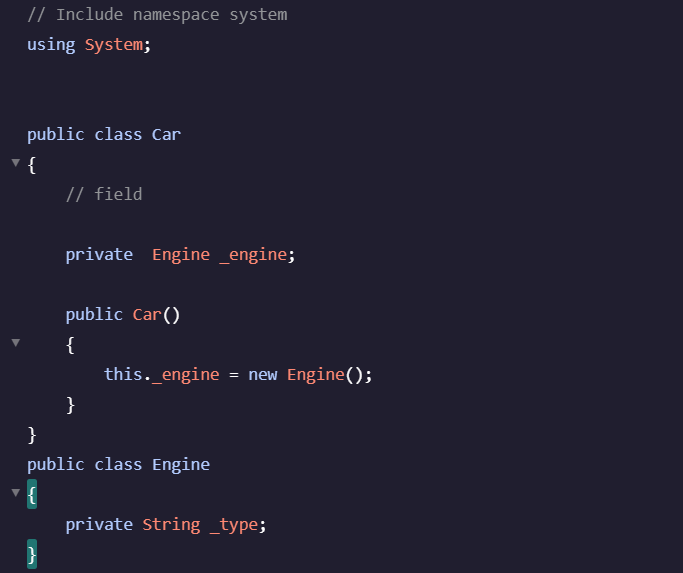 // Include namespace system
using System;
public class Car
{
// field
private  Engine _engine;
public Car()
{
this._engine = new Engine();
}
}
public class Engine
{
private String _type;
}